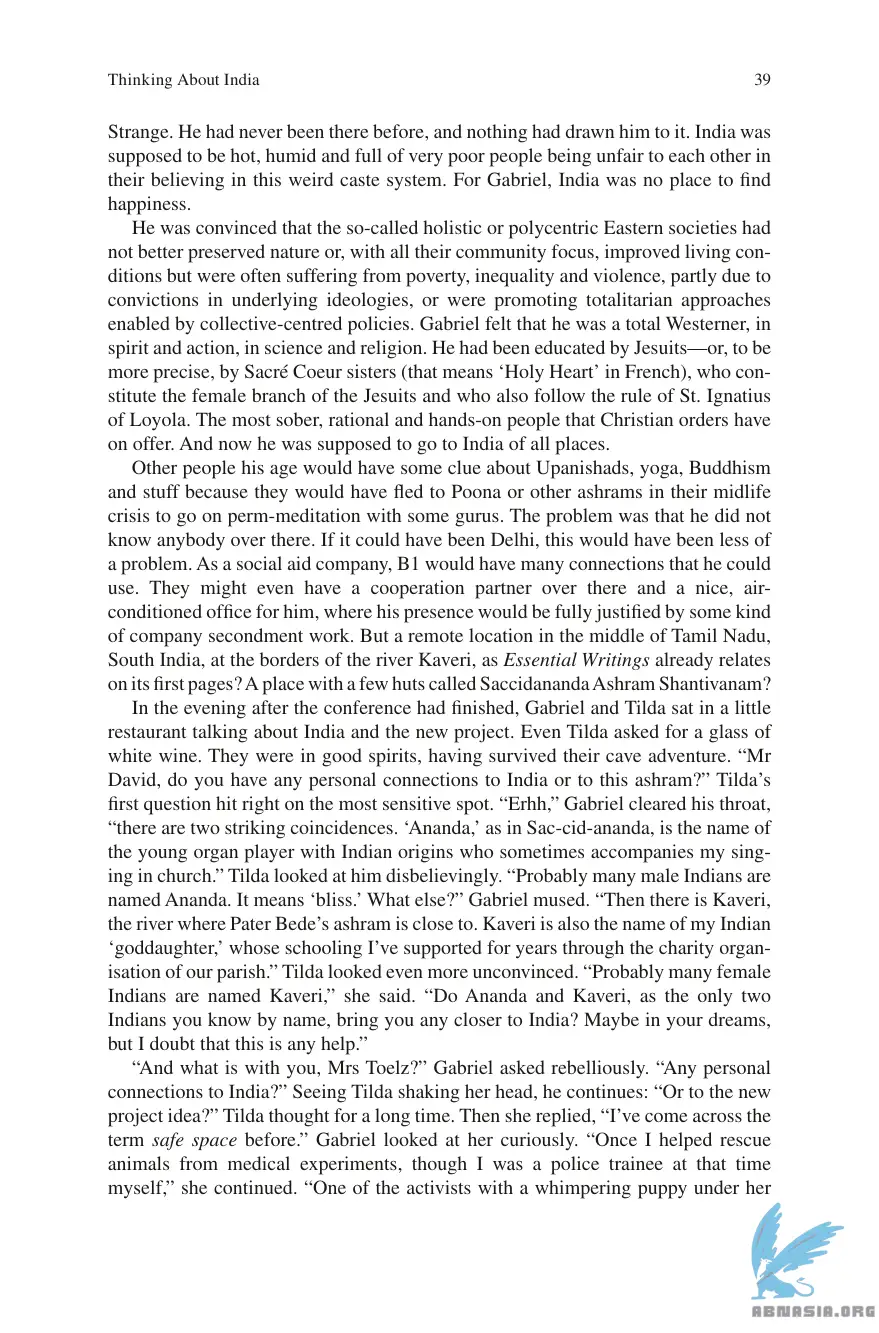 Thinking About India 39
Strange. He had never been there before, and nothing had drawn him to it. India was
supposed to be hot, humid and full of very poor people being unfair to each other in
their believing in this weird caste system. For Gabriel, India was no place to find
happiness.
He was convinced that the so-called holistic or polycentric Eastern societies had
not better preserved nature or, with all their community focus, improved living con-
ditions but were often suffering from poverty, inequality and violence, partly due to
convictions in underlying ideologies, or were promoting totalitarian approaches
enabled by collective-centred policies. Gabriel felt that he was a total Westerner, in
spirit and action, in science and religion. He had been educated by Jesuits—or, to be
more precise, by Sacré Coeur sisters (that means ‘Holy Heart’ in French), who con-
stitute the female branch of the Jesuits and who also follow the rule of St. Ignatius
of Loyola. The most sober, rational and hands-on people that Christian orders have
on offer. And now he was supposed to go to India of all places.
Other people his age would have some clue about Upanishads, yoga, Buddhism
and stuff because they would have fled to Poona or other ashrams in their midlife
crisis to go on perm-meditation with some gurus. The problem was that he did not
know anybody over there. If it could have been Delhi, this would have been less of
a problem. As a social aid company, B1 would have many connections that he could
use. They might even have a cooperation partner over there and a nice, air-
conditioned office for him, where his presence would be fully justified by some kind
of company secondment work. But a remote location in the middle of Tamil Nadu,
South India, at the borders of the river Kaveri, as Essential Writings already relates
on its first pages? A place with a few huts called Saccidananda Ashram Shantivanam?
In the evening after the conference had finished, Gabriel and Tilda sat in a little
restaurant talking about India and the new project. Even Tilda asked for a glass of
white wine. They were in good spirits, having survived their cave adventure. “Mr
David, do you have any personal connections to India or to this ashram?” Tilda’s
first question hit right on the most sensitive spot. “Erhh,” Gabriel cleared his throat,
“there are two striking coincidences. ‘Ananda,’ as in Sac-cid-ananda, is the name of
the young organ player with Indian origins who sometimes accompanies my sing-
ing in church.” Tilda looked at him disbelievingly. “Probably many male Indians are
named Ananda. It means ‘bliss.’ What else?” Gabriel mused. “Then there is Kaveri,
the river where Pater Bede’s ashram is close to. Kaveri is also the name of my Indian
‘goddaughter,’ whose schooling I’ve supported for years through the charity organ-
isation of our parish.” Tilda looked even more unconvinced. “Probably many female
Indians are named Kaveri,” she said. “Do Ananda and Kaveri, as the only two
Indians you know by name, bring you any closer to India? Maybe in your dreams,
but I doubt that this is any help.”
“And what is with you, Mrs Toelz?” Gabriel asked rebelliously. “Any personal
connections to India?” Seeing Tilda shaking her head, he continues: “Or to the new
project idea?” Tilda thought for a long time. Then she replied, “I’ve come across the
term safe space before.” Gabriel looked at her curiously. “Once I helped rescue
animals from medical experiments, though I was a police trainee at that time
myself,” she continued. “One of the activists with a whimpering puppy under her
ABNASIA.ORG